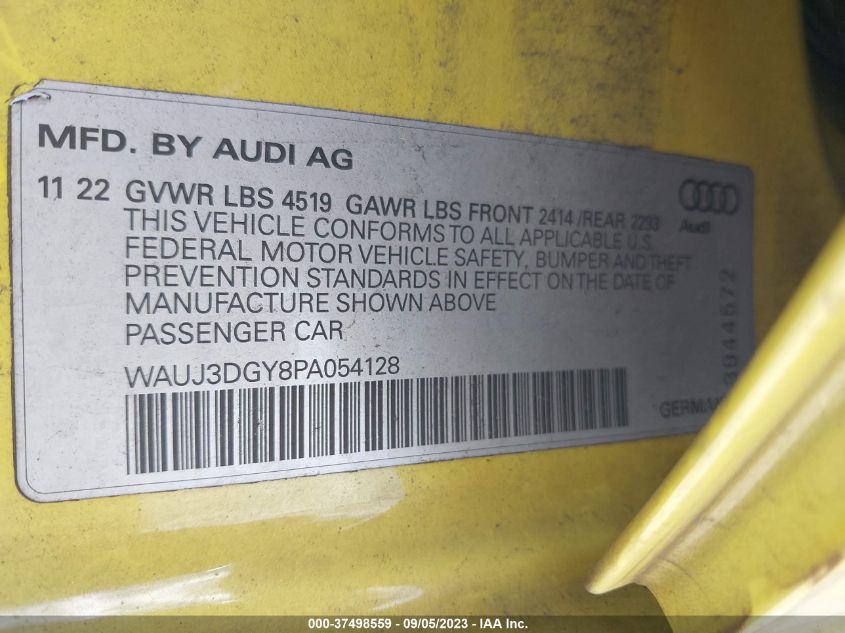 MFD. BY AUDI AG
11 22 GVWR LBS 4519 GAWR LBS FRONT 2414 /REAR 2293
THIS VEHICLE CONFORMS TO ALL APPLICABLE U.S.
FEDERAL MOTOR VEHICLE SAFETY, BUMPER AND THEFT
PREVENTION STANDARDS IN EFFECT ON THE DATE OF
MANUFACTURE SHOWN ABOVE
PASSENGER CAR
WAUJ3DGY8PA054128
Audi
3944572
GERMAN
000-37498559 - 09/05/2023 - IAA Inc.